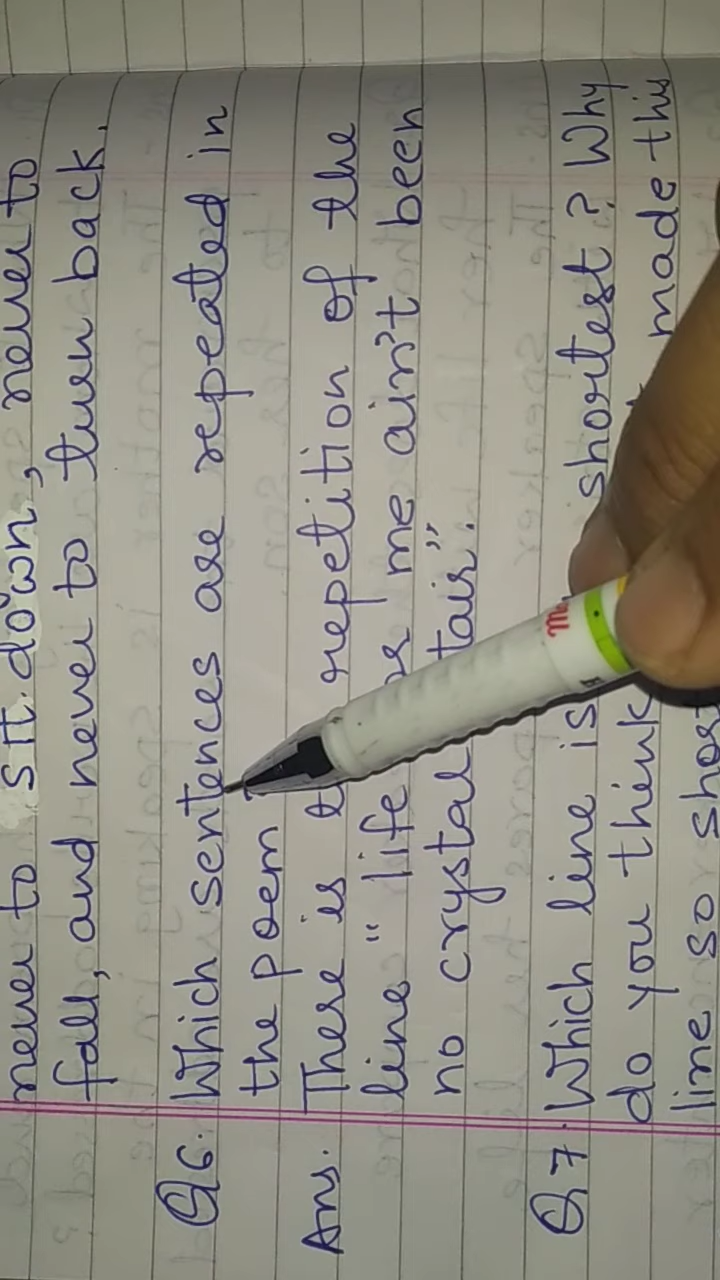 never to sit down, never to
fall, and never to turn back.
Q6. Which sentences are repeated in
the poem
Ans. There is repetition of the
line "life me ain't been
no crystal
Q7. Which line is shortest? Why
do you think made this
line so